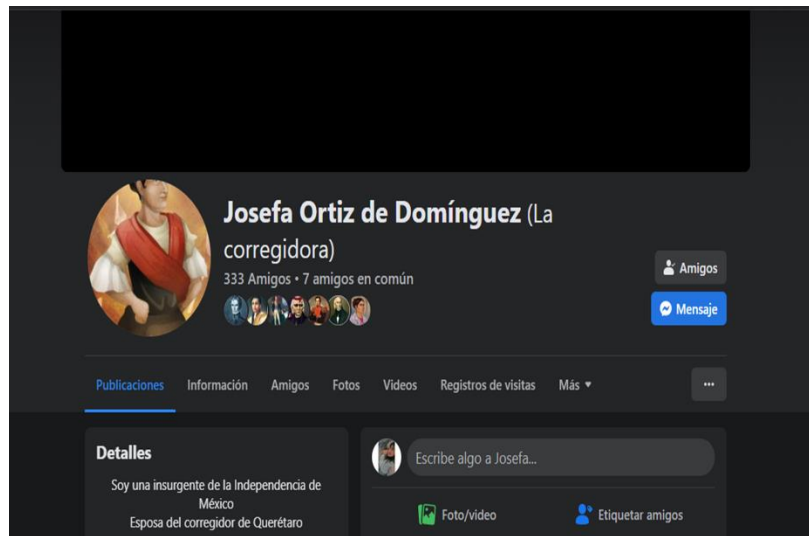 Josefa Ortiz de Domínguez (La
corregidora)
333 Amigos • 7 amigos en común
Amigos
Mensaje
Publicaciones Información Amigos Fotos Videos Registros de visitas Más
Detalles
Soy una insurgente de la Independencia de
México
Esposa del corregidor de Querétaro
Escribe algo a Josefa...
Foto/video Etiquetar amigos